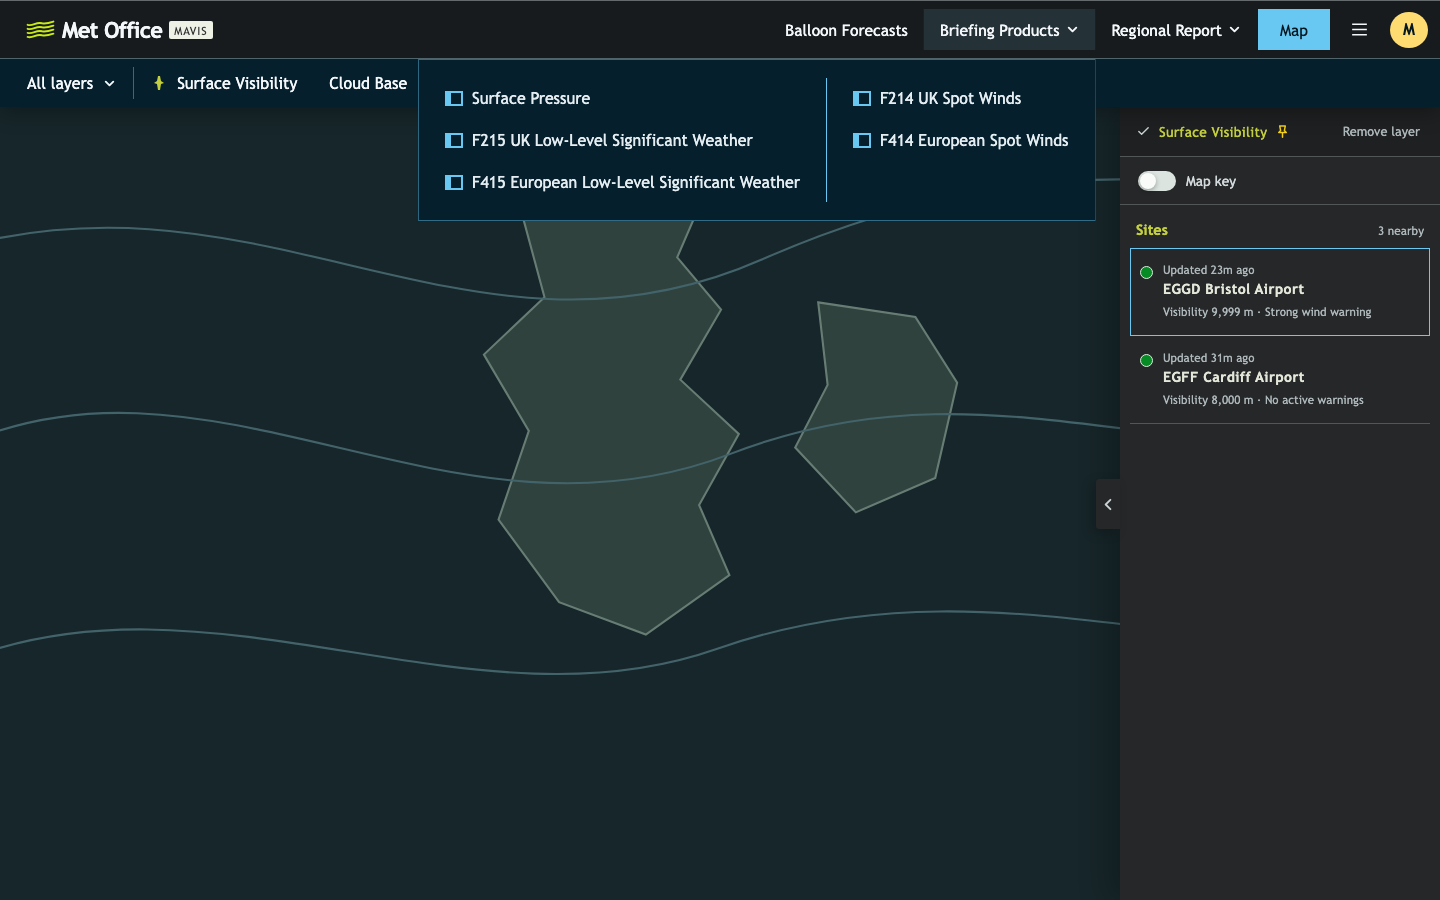 Met Office MAVIS
Balloon Forecasts
Briefing Products
Regional Report
Map
M
All layers
Surface Visibility
Cloud Base
Surface Pressure
F215 UK Low-Level Significant Weather
F415 European Low-Level Significant Weather
F214 UK Spot Winds
F414 European Spot Winds
Surface Visibility
Remove layer
Map key
Sites
3 nearby
Updated 23m ago
EGGD Bristol Airport
Visibility 9,999 m · Strong wind warning
Updated 31m ago
EGFF Cardiff Airport
Visibility 8,000 m · No active warnings